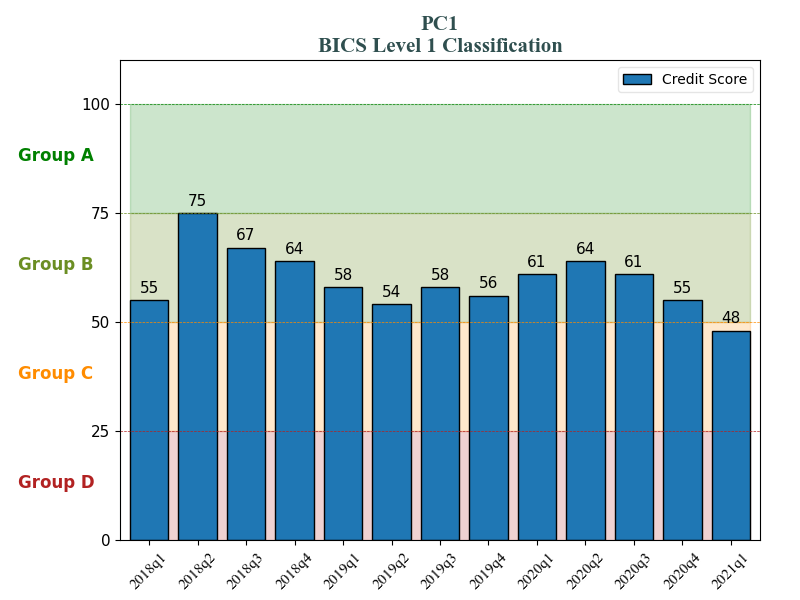 PC1
BICS Level 1 Classification
Credit Score
100
75
50
25
0
Group A
Group B
Group C
Group D
55
75
67
64
58
54
58
56
61
64
61
55
48
2018q1
2018q2
2018q3
2018q4
2019q1
2019q2
2019q3
2019q4
2020q1
2020q2
2020q3
2020q4
2021q1